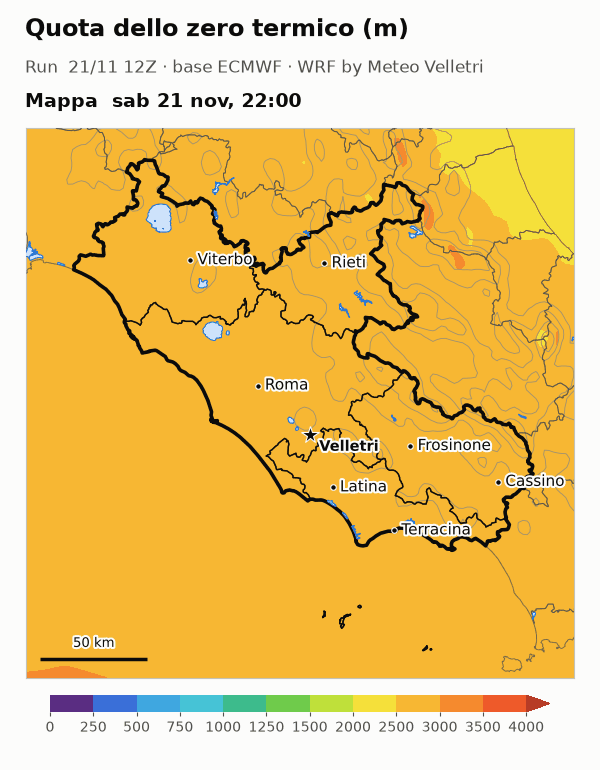 Quota dello zero termico (m)
Run  21/11 12Z · base ECMWF · WRF by Meteo Velletri
Mappa  sab 21 nov, 22:00
Viterbo
Rieti
Roma
Velletri
Frosinone
Cassino
Latina
Terracina
50 km
0 250 500 750 1000 1250 1500 2000 2500 3000 3500 4000